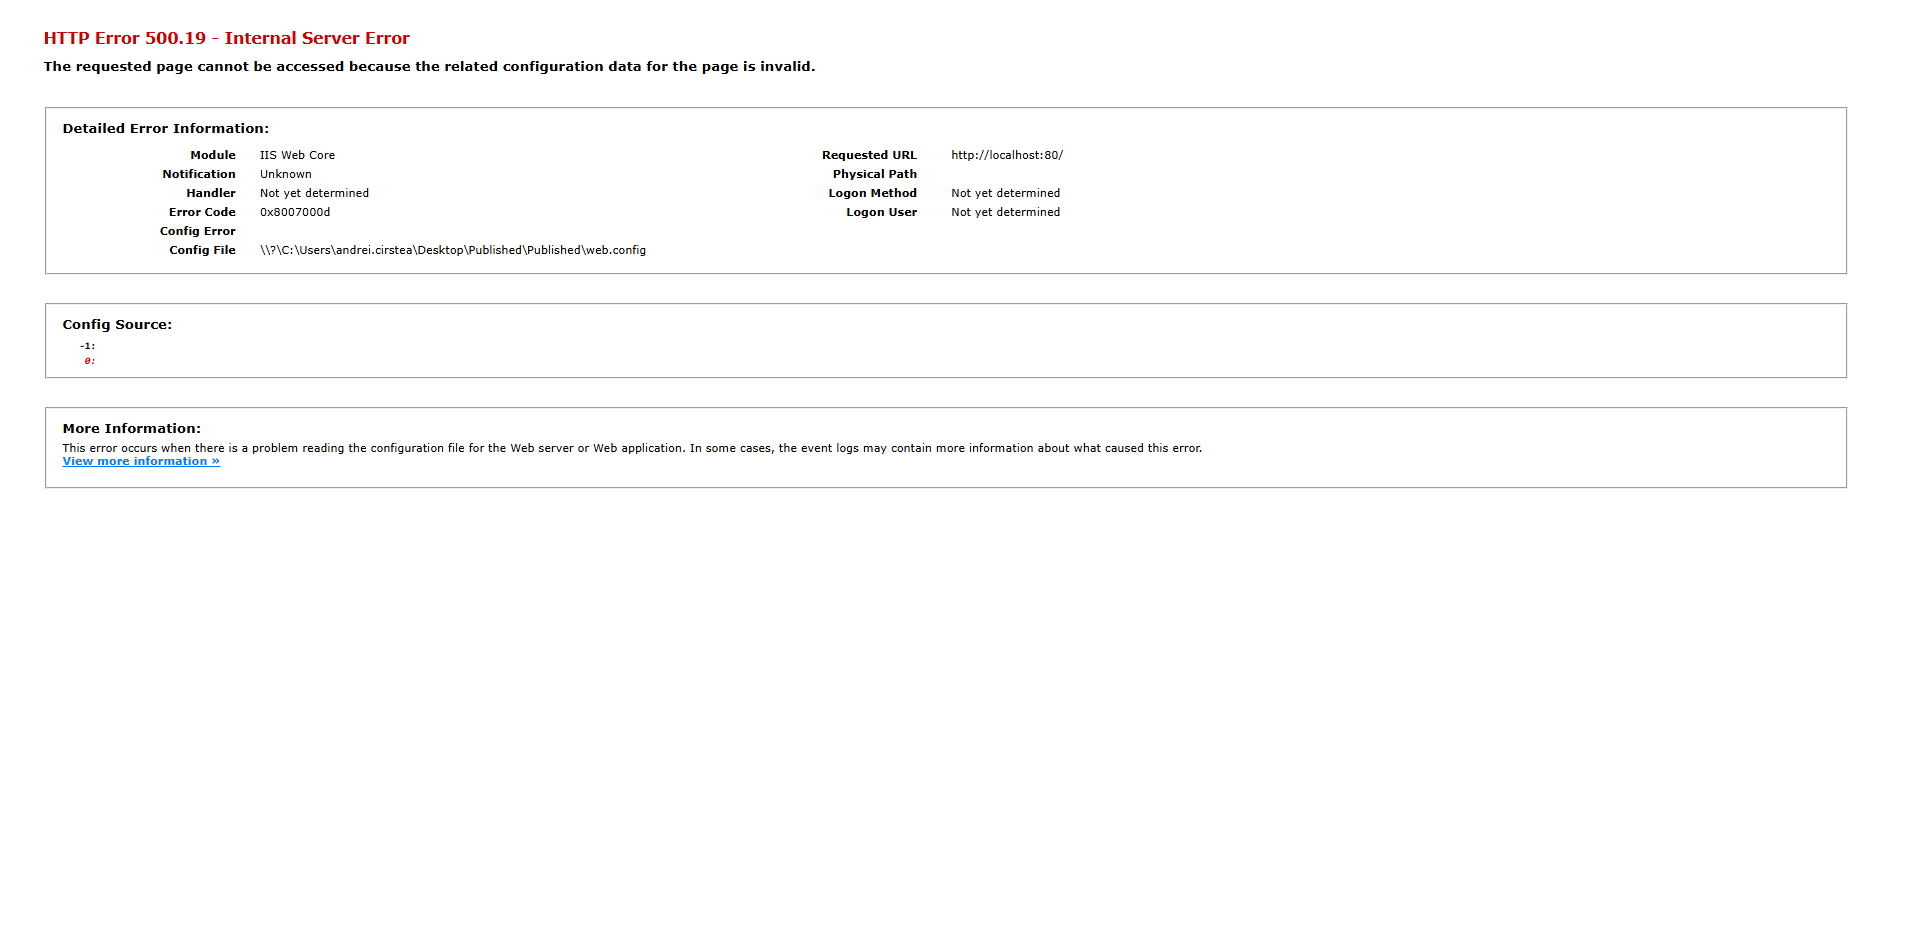 HTTP Error 500.19 - Internal Server Error
The requested page cannot be accessed because the related configuration data for the page is invalid.
Detailed Error Information:
Module IIS Web Core
Notification Unknown
Handler Not yet determined
Error Code 0x8007000d
Config Error
Config File \\?\C:\Users\andrei.cirstea\Desktop\Published\Published\web.config
Requested URL http://localhost:80/
Physical Path
Logon Method Not yet determined
Logon User Not yet determined
Config Source:
-1:
0:
More Information:
This error occurs when there is a problem reading the configuration file for the Web server or Web application. In some cases, the event logs may contain more information about what caused this error.
View more information »